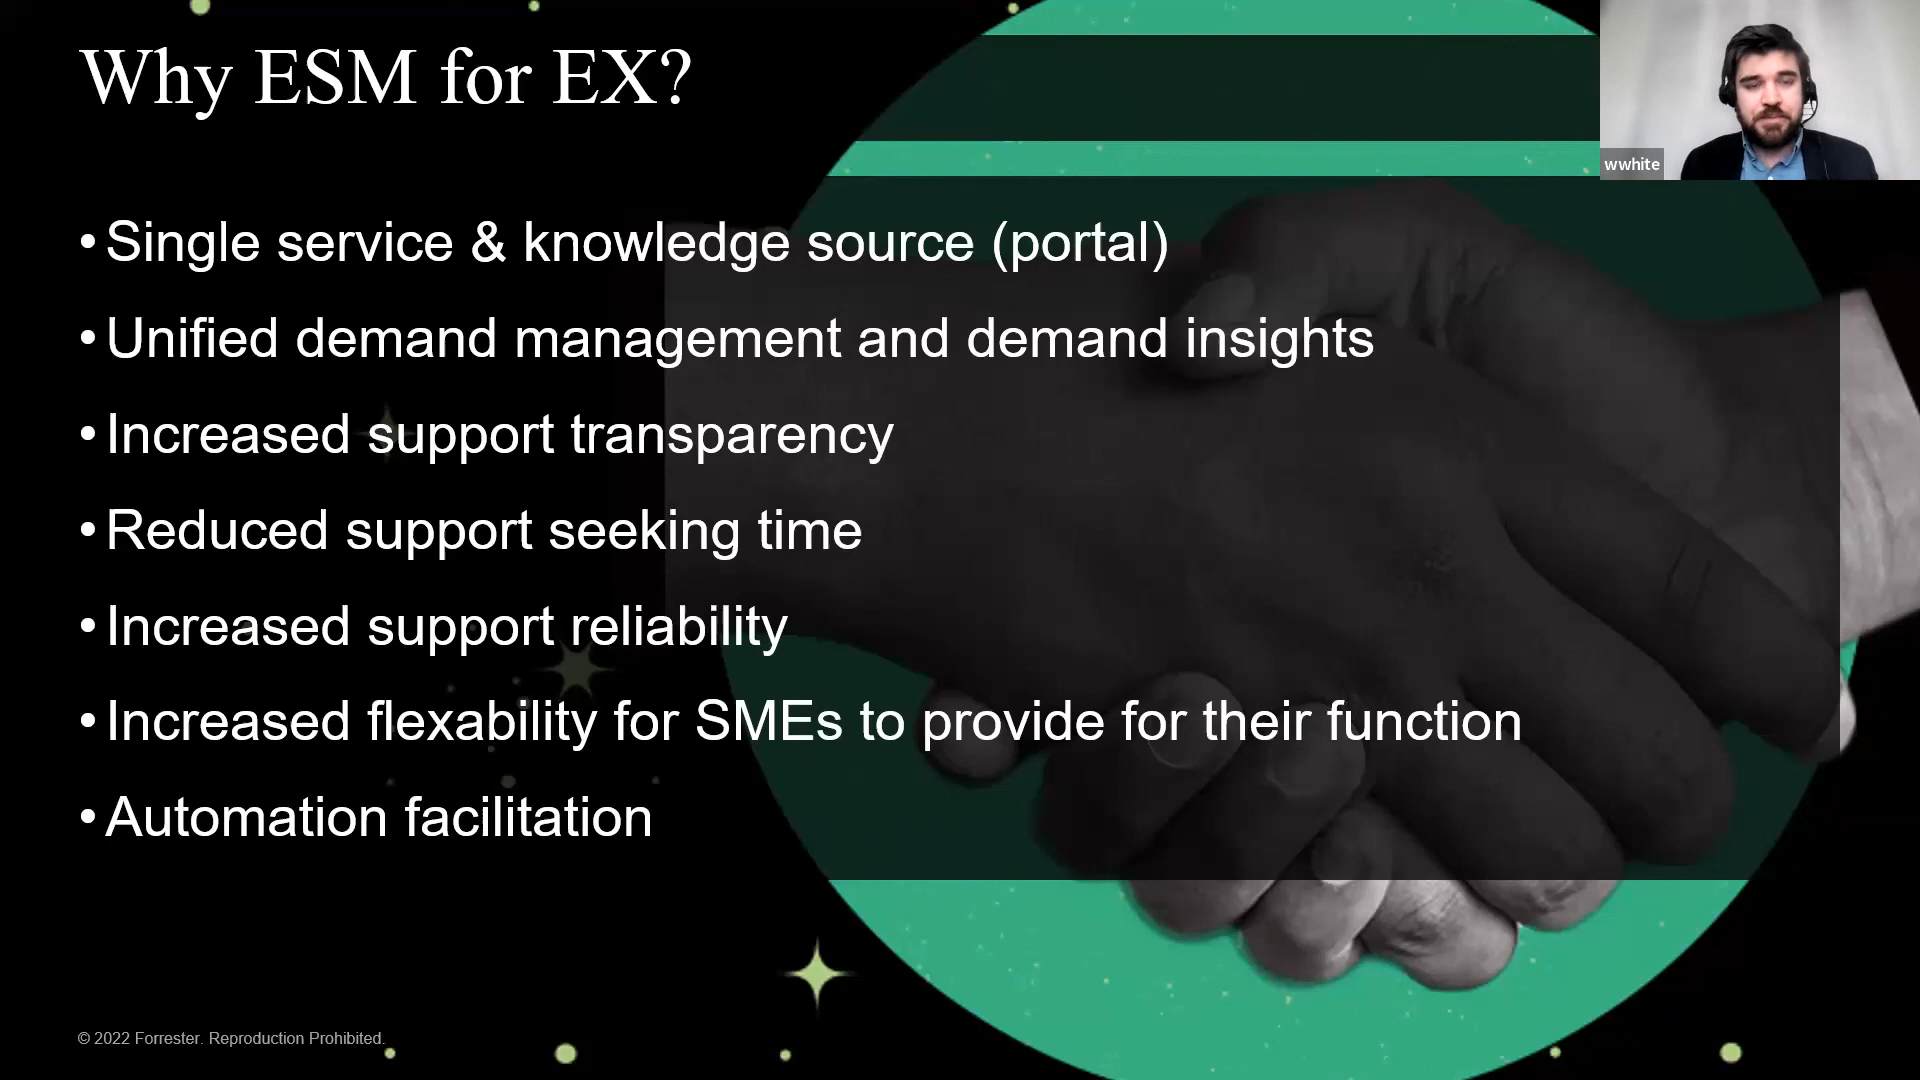 Why ESM for EX?
wwhite
• Single service & knowledge source (portal)
• Unified demand management and demand insights
• Increased support transparency
• Reduced support seeking time
• Increased support reliability
• Increased flexability for SMEs to provide for their function
• Automation facilitation
© 2022 Forrester. Reproduction Prohibited.